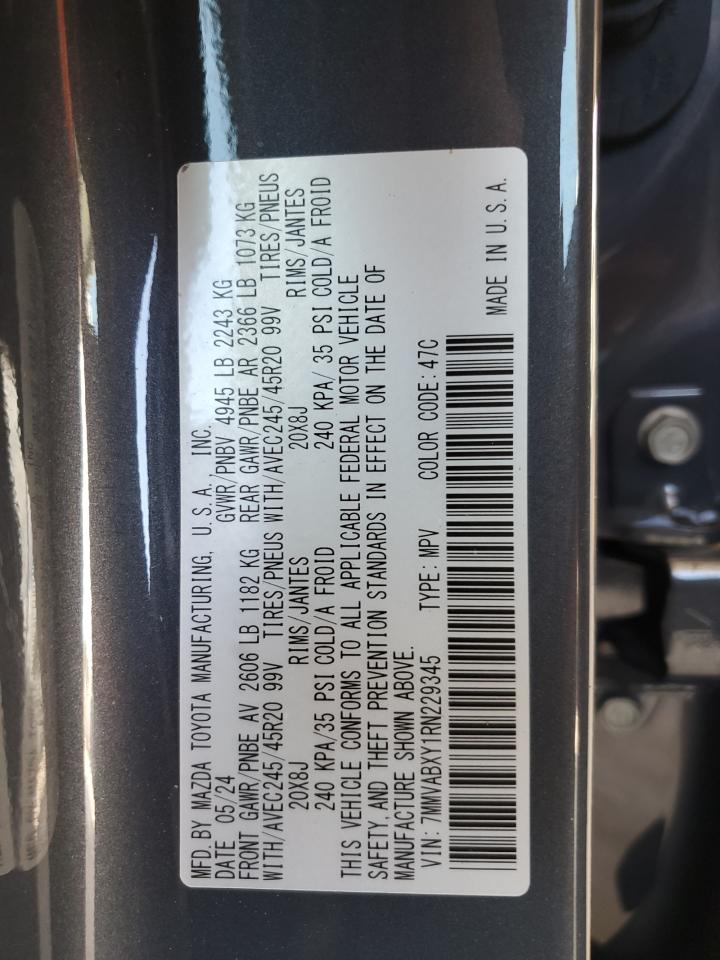 MFD. BY MAZDA TOYOTA MANUFACTURING, U.S.A, INC.
DATE 05/24 GVWR/PNBV 4945 LB 2243 KG
FRONT GAWR/PNBE AV 2606 LB 1182 KG REAR GAWR/PNBE AR 2366 LB 1073 KG
WITH/AVEC245/45R20 99V TIRES/PNEUS WITH/AVEC245/45R20 99V TIRES/PNEUS
20X8J RIMS/JANTES 20X8J RIMS/JANTES
240 KPA/35 PSI COLD/A FROID 240 KPA/ 35 PSI COLD/A FROID
THIS VEHICLE CONFORMS TO ALL APPLICABLE FEDERAL MOTOR VEHICLE
SAFETY, AND THEFT PREVENTION STANDARDS IN EFFECT ON THE DATE OF
MANUFACTURE SHOWN ABOVE.
VIN: 7MMVABXY1RN229345 TYPE: MPV COLOR CODE: 47C
MADE IN U.S.A.